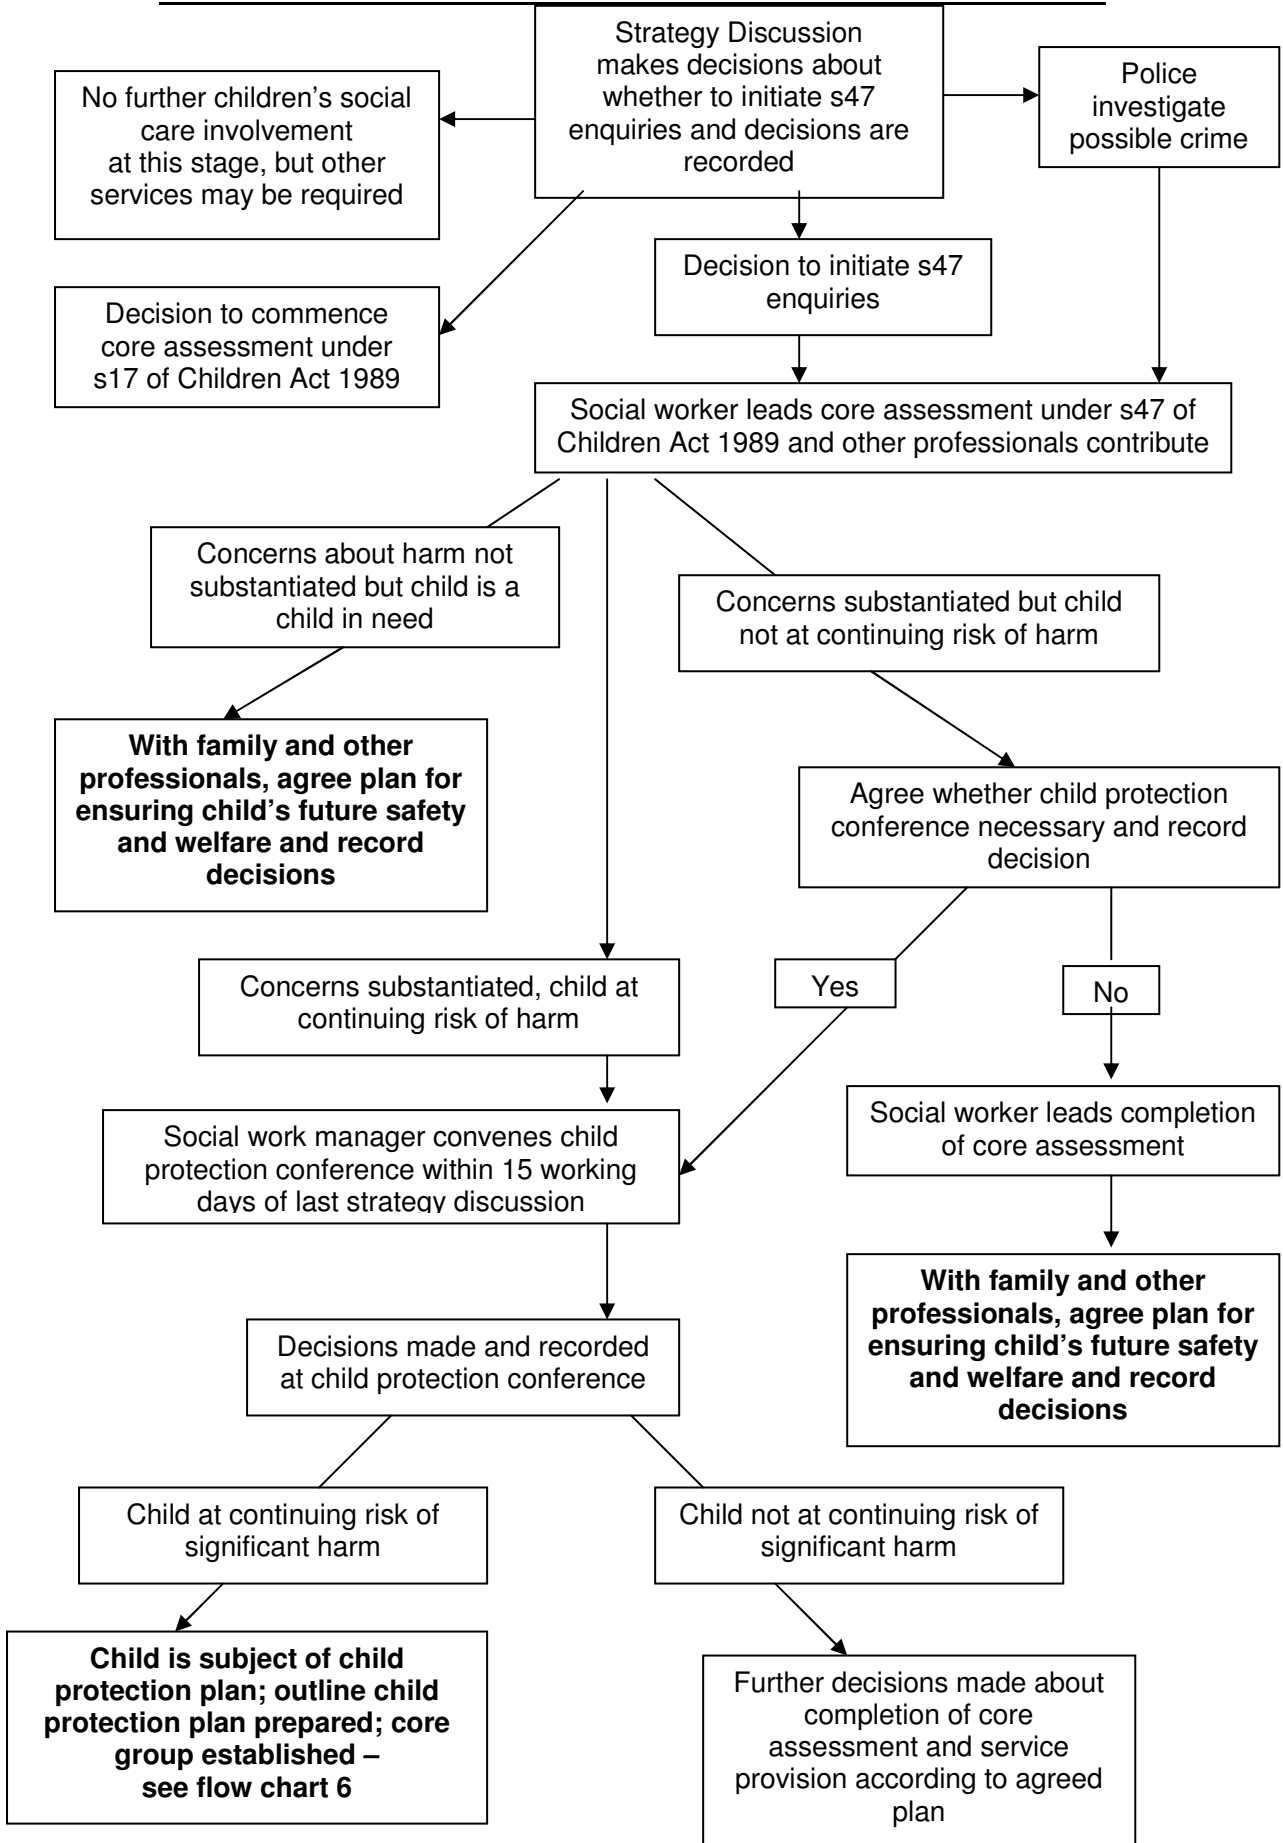 Strategy Discussion
makes decisions about
whether to initiate s47
enquiries and decisions are
recorded
Police
investigate
possible crime
No further children's social
care involvement
at this stage, but other
services may be required
Decision to initiate s47
enquiries
Decision to commence
core assessment under
s17 of Children Act 1989
Social worker leads core assessment under s47 of
Children Act 1989 and other professionals contribute
Concerns about harm not
substantiated but child is a
child in need
Concerns substantiated but child
not at continuing risk of harm
With family and other
professionals, agree plan for
ensuring child’s future safety
and welfare and record
decisions
Agree whether child protection
conference necessary and record
decision
Concerns substantiated, child at
continuing risk of harm
Yes
No
Social work manager convenes child
protection conference within 15 working
days of last strategy discussion
Social worker leads completion
of core assessment
With family and other
professionals, agree plan for
ensuring child’s future safety
and welfare and record
decisions
Decisions made and recorded
at child protection conference
Child at continuing risk of
significant harm
Child not at continuing risk of
significant harm
Child is subject of child
protection plan; outline child
protection plan prepared; core
group established –
see flow chart 6
Further decisions made about
completion of core
assessment and service
provision according to agreed
plan